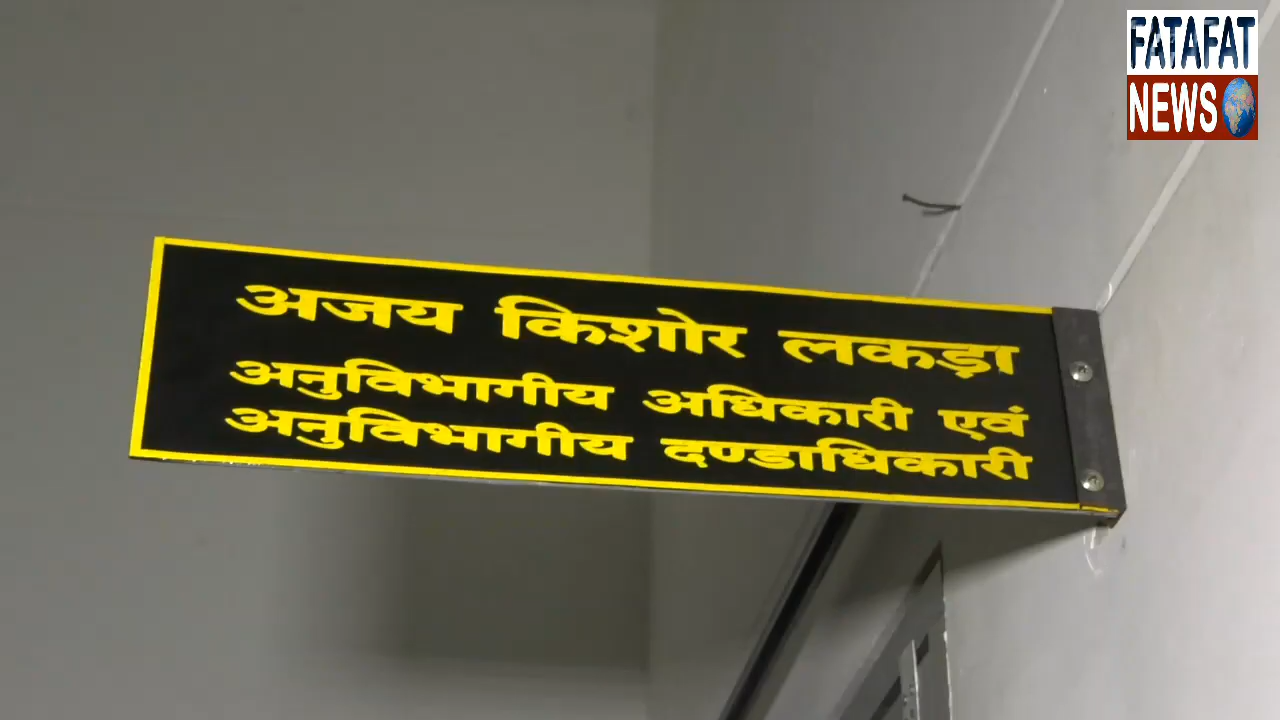 FATAFAT
NEWS
अजय किशोर लकड़ा
अनुविभागीय अधिकारी एवं
अनुविभागीय दण्डाधिकारी